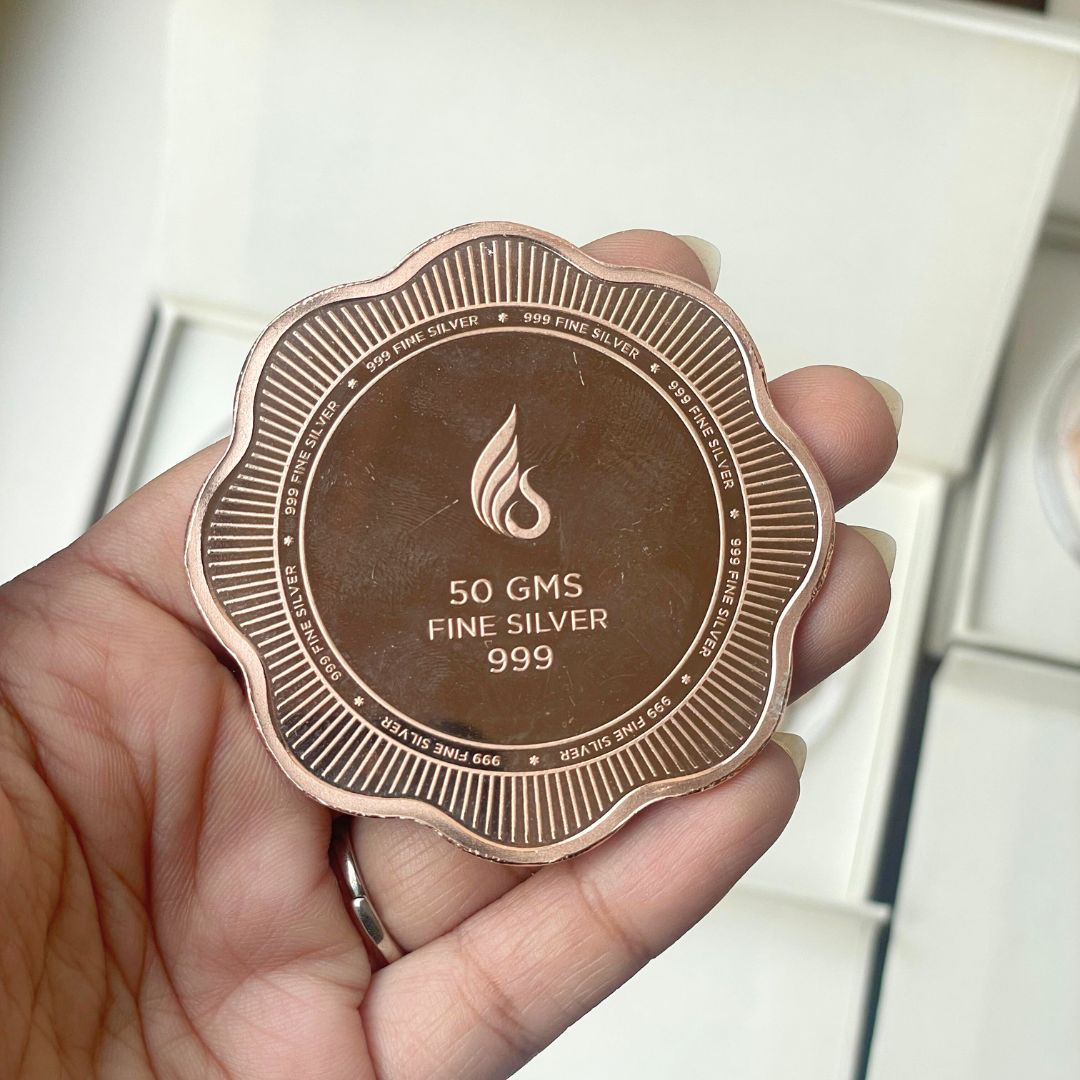 999 FINE SILVER * 999 FINE SILVER * 999 FINE SILVER * 999 FINE SILVER * 999 FINE SILVER * 999 FINE SILVER * 999 FINE SILVER * 999 FINE SILVER *
50 GMS
FINE SILVER
999